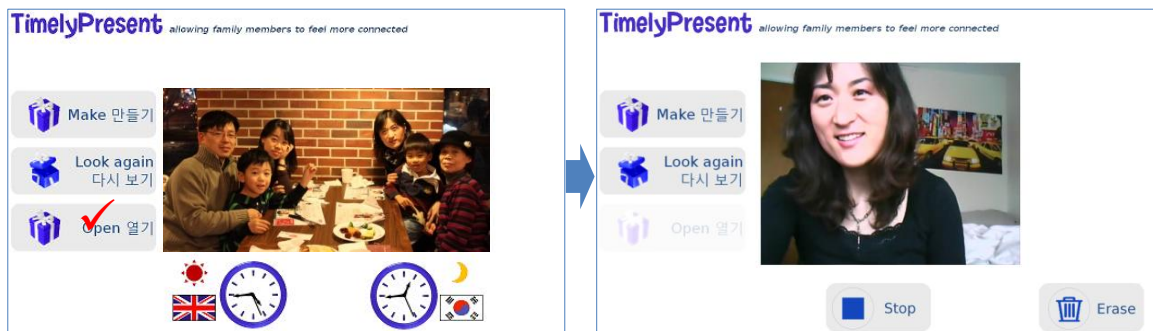 TimelyPresent allowing family members to feel more connected
Make 만들기
Look again
다시 보기
Open 열기
TimelyPresent allowing family members to feel more connected
Make 만들기
Look again
다시 보기
Open 열기
Stop
Erase